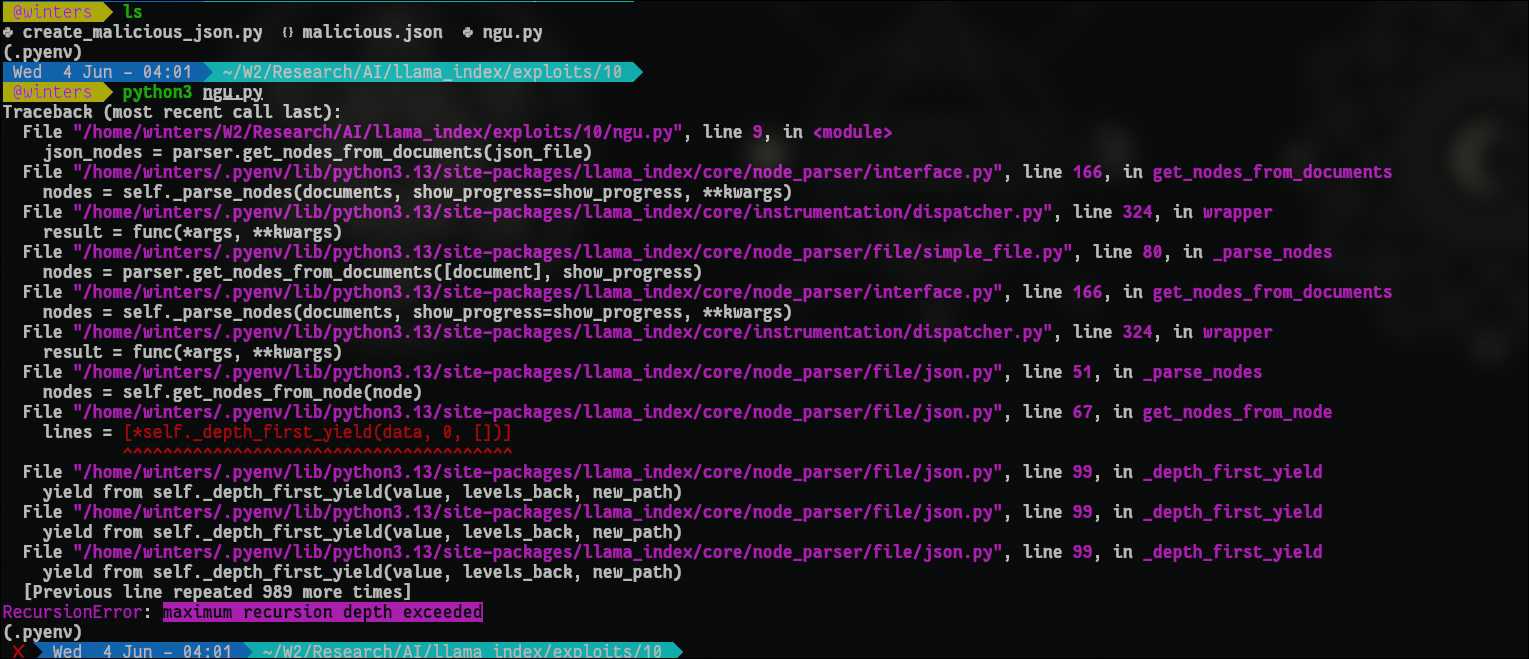 @winters ls
create_malicious_json.py {} malicious.json ngu.py
(.pyenv)
Wed 4 Jun - 04:01 ~/W2/Research/AI/llama_index/exploits/10
@winters python3 ngu.py
Traceback (most recent call last):
File "/home/winters/W2/Research/AI/llama_index/exploits/10/ngu.py", line 9, in <module>
json_nodes = parser.get_nodes_from_documents(json_file)
File "/home/winters/.pyenv/lib/python3.13/site-packages/llama_index/core/node_parser/interface.py", line 166, in get_nodes_from_documents
nodes = self._parse_nodes(documents, show_progress=show_progress, **kwargs)
File "/home/winters/.pyenv/lib/python3.13/site-packages/llama_index/core/instrumentation/dispatcher.py", line 324, in wrapper
result = func(*args, **kwargs)
File "/home/winters/.pyenv/lib/python3.13/site-packages/llama_index/core/node_parser/file/simple_file.py", line 80, in _parse_nodes
nodes = parser.get_nodes_from_documents([document], show_progress)
File "/home/winters/.pyenv/lib/python3.13/site-packages/llama_index/core/node_parser/interface.py", line 166, in get_nodes_from_documents
nodes = self._parse_nodes(documents, show_progress=show_progress, **kwargs)
File "/home/winters/.pyenv/lib/python3.13/site-packages/llama_index/core/instrumentation/dispatcher.py", line 324, in wrapper
result = func(*args, **kwargs)
File "/home/winters/.pyenv/lib/python3.13/site-packages/llama_index/core/node_parser/file/json.py", line 51, in _parse_nodes
nodes = self.get_nodes_from_node(node)
File "/home/winters/.pyenv/lib/python3.13/site-packages/llama_index/core/node_parser/file/json.py", line 67, in get_nodes_from_node
lines = [*self._depth_first_yield(data, 0, [])]
^^^^^^^^^^^^^^^^^^^^^^^^^^^^^^^^^^^^^^^
File "/home/winters/.pyenv/lib/python3.13/site-packages/llama_index/core/node_parser/file/json.py", line 99, in _depth_first_yield
yield from self._depth_first_yield(value, levels_back, new_path)
File "/home/winters/.pyenv/lib/python3.13/site-packages/llama_index/core/node_parser/file/json.py", line 99, in _depth_first_yield
yield from self._depth_first_yield(value, levels_back, new_path)
File "/home/winters/.pyenv/lib/python3.13/site-packages/llama_index/core/node_parser/file/json.py", line 99, in _depth_first_yield
yield from self._depth_first_yield(value, levels_back, new_path)
[Previous line repeated 989 more times]
RecursionError: maximum recursion depth exceeded
(.pyenv)
X Wed 4 Jun - 04:01 ~/W2/Research/AI/llama_index/exploits/10